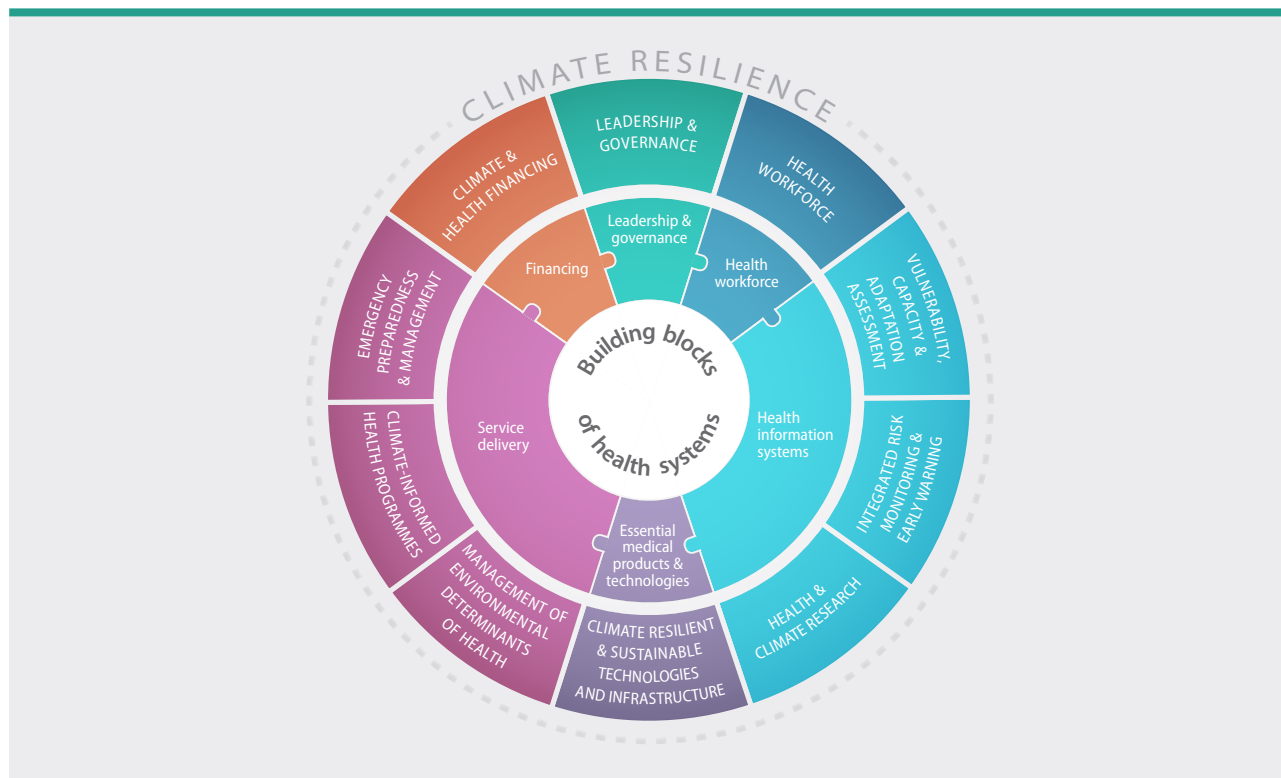 CLIMATE RESILIENCE
LEADERSHIP &
GOVERNANCE
HEALTH
WORKFORCE
VULNERABILITY,
CAPACITY &
ADAPTATION
ASSESSMENT
INTEGRATED RISK
MONITORING &
EARLY WARNING
HEALTH &
CLIMATE RESEARCH
CLIMATE RESILIENT
& SUSTAINABLE
TECHNOLOGIES
AND INFRASTRUCTURE
MANAGEMENT OF
ENVIRONMENTAL
DETERMINANTS
OF HEALTH
CLIMATE-INFORMED
HEALTH PROGRAMMES
EMERGENCY
PREPAREDNESS
& MANAGEMENT
CLIMATE &
HEALTH FINANCING
Leadership &
governance
Health
workforce
Health
information
systems
Essential
medical
products &
technologies
Service
delivery
Financing
Building blocks
of health systems